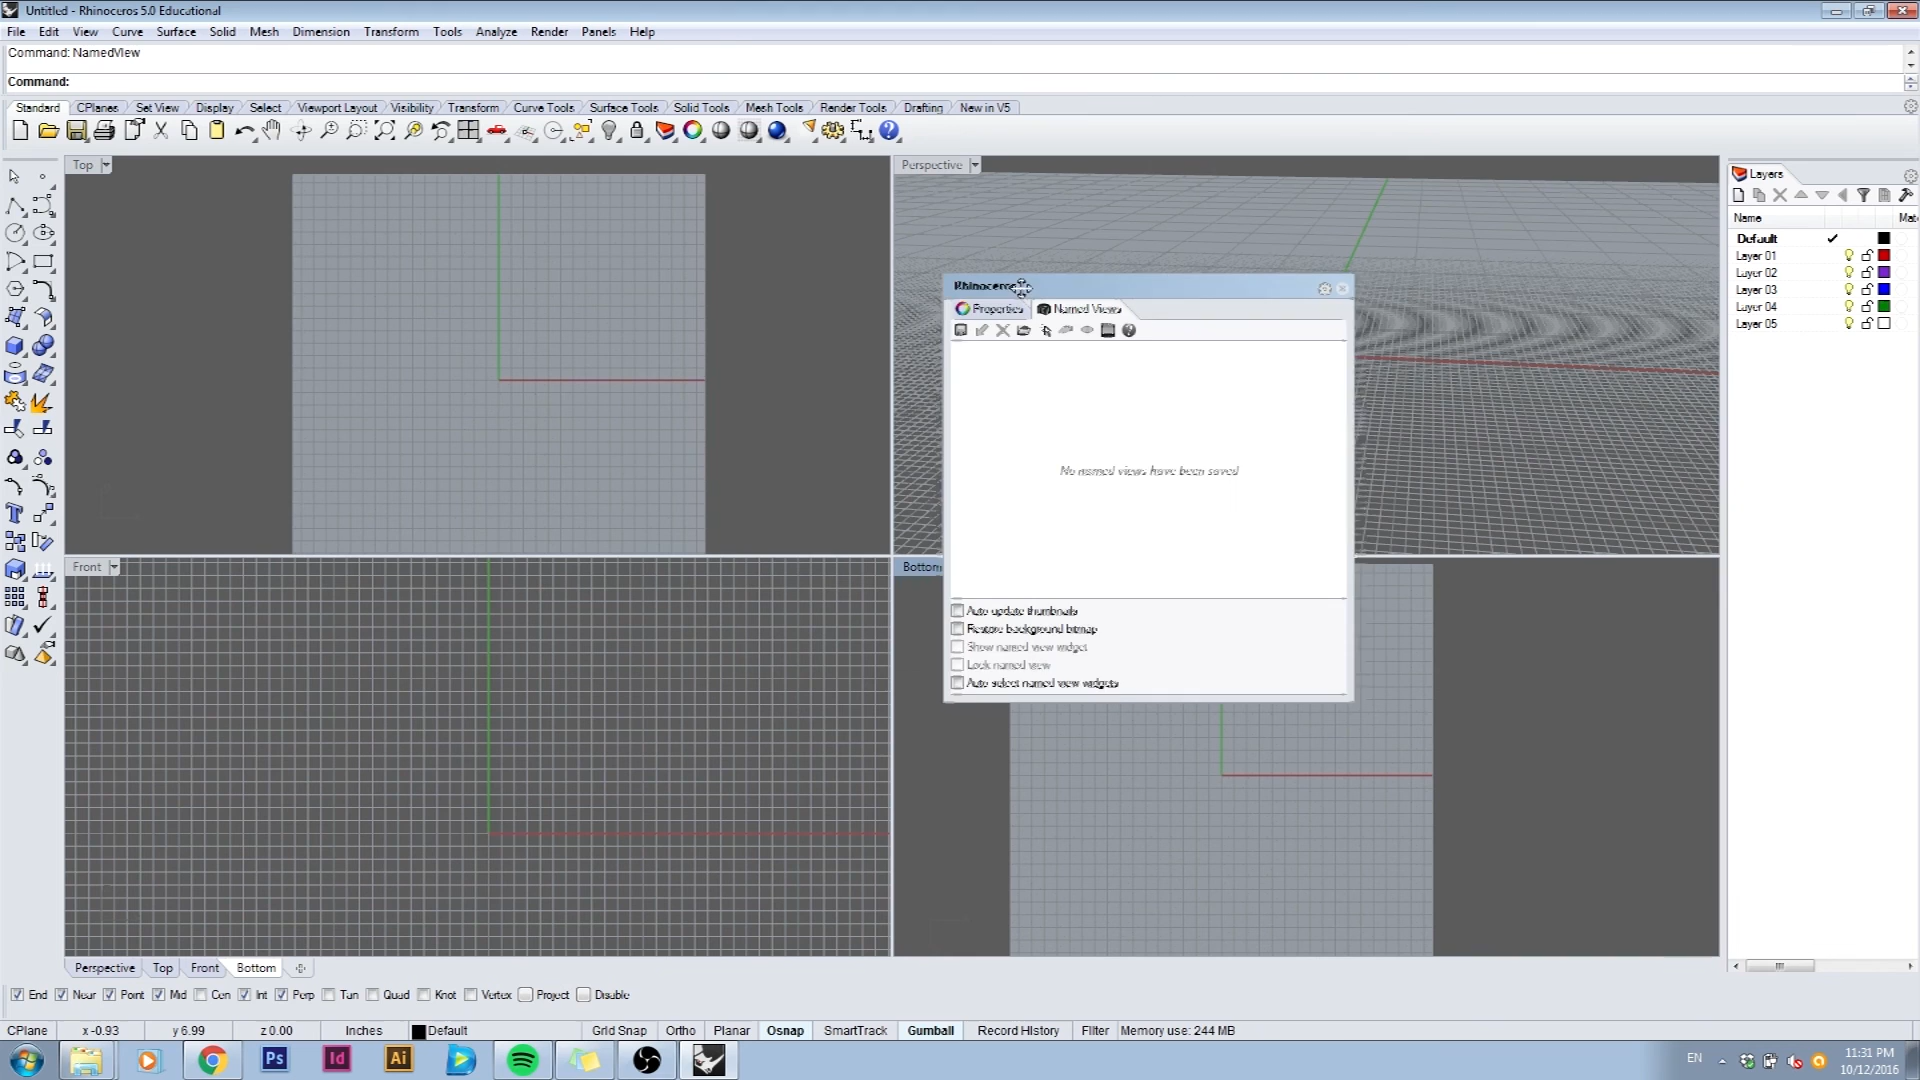 Untitled - Rhinoceros 5.0 Educational
File Edit View Curve Surface Solid Mesh Dimension Transform Tools Analyze Render Panels Help
Command: NamedView
Command:
Standard CPlanes Set View Display Select Viewport Layout Visibility Transform Curve Tools Surface Tools Solid Tools Mesh Tools Render Tools Drafting New in V5
Top
Perspective
Layers
Name Mate
Default
Layer 01
Layer 02
Layer 03
Layer 04
Layer 05
Properties Named Views
No named views have been saved
Auto update thumbnails
Restore background bitmap
Show named view widget
Lock named view
Auto select named view widgets
Front
Bottom
Perspective Top Front Bottom
End Near Point Mid Cen Int Perp Tan Quad Knot Vertex Project Disable
CPlane x -0.93 y 6.99 z 0.00 Inches Default Grid Snap Ortho Planar Osnap SmartTrack Gumball Record History Filter Memory use: 244 MB
Ps Id Ai
EN
11:31 PM
10/12/2016